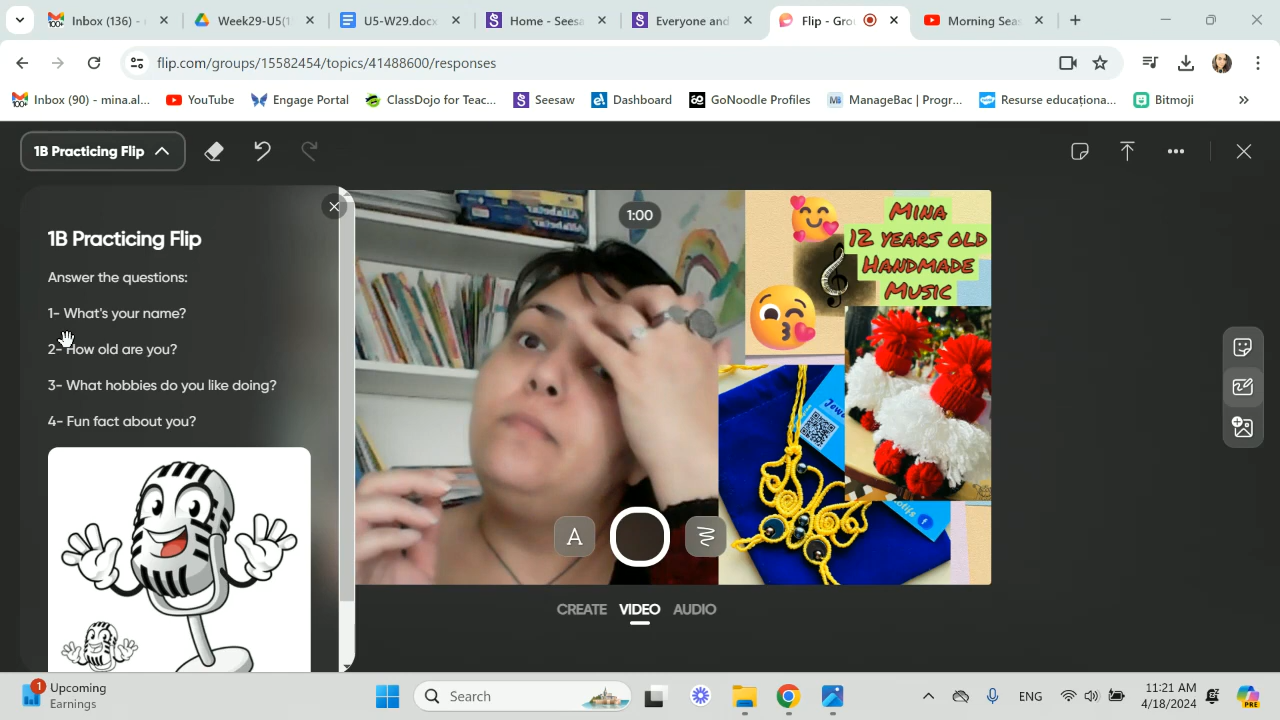 Inbox (136) -
Week29-U5(1
U5-W29.docx
Home - Seesa
Everyone and
Flip - Gro
Morning Sea
flip.com/groups/15582454/topics/41488600/responses
Inbox (90) - mina.al...
YouTube
Engage Portal
ClassDojo for Teac...
Seesaw
Dashboard
GoNoodle Profiles
ManageBac | Progr...
Resurse educaționa...
Bitmoji
1B Practicing Flip
1:00
1B Practicing Flip
Answer the questions:
1- What's your name?
2- How old are you?
3- What hobbies do you like doing?
4- Fun fact about you?
Mina
12 years old
Handmade
Music
A
CREATE VIDEO AUDIO
1
Upcoming
Earnings
Search
ENG
11:21 AM
4/18/2024
PRE